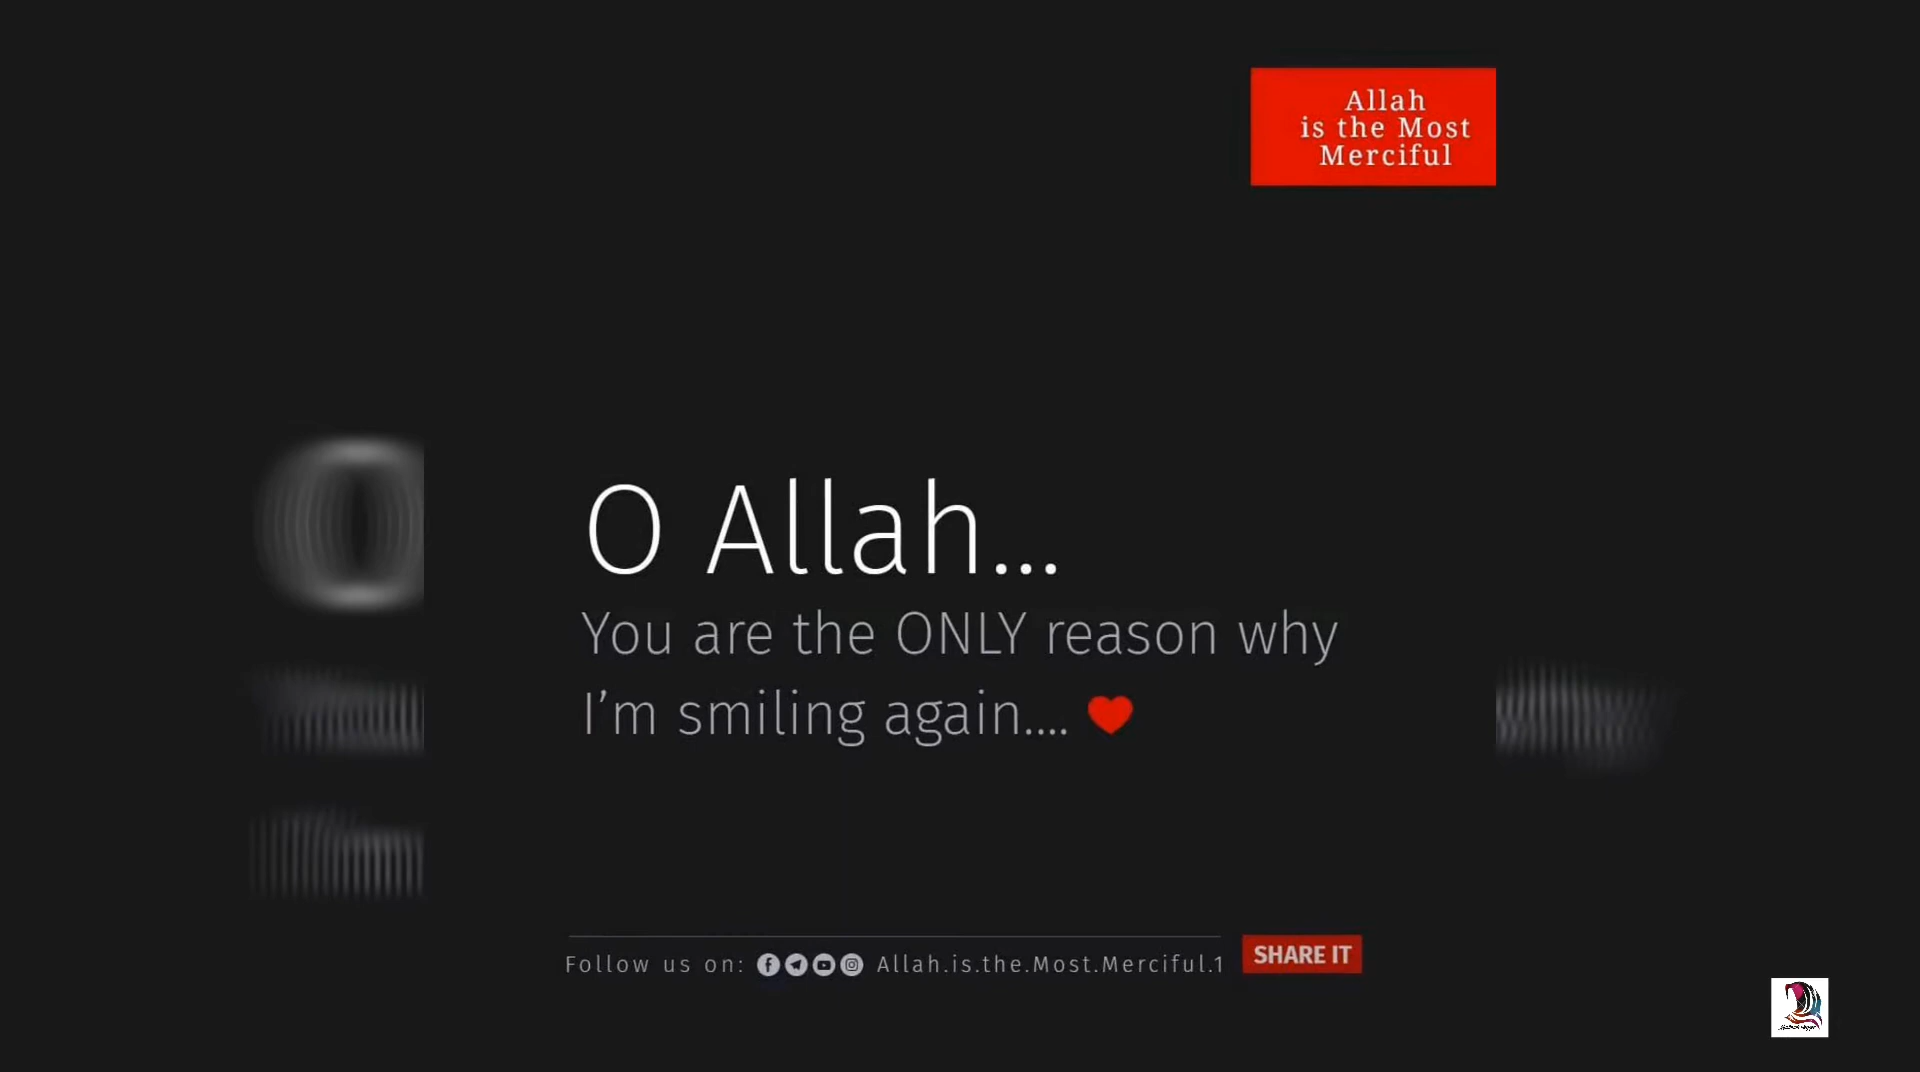 Allah
is the Most
Merciful
O Allah...
You are the ONLY reason why
I'm smiling again....
Follow us on: Allah.is.the.Most.Merciful.1
SHARE IT